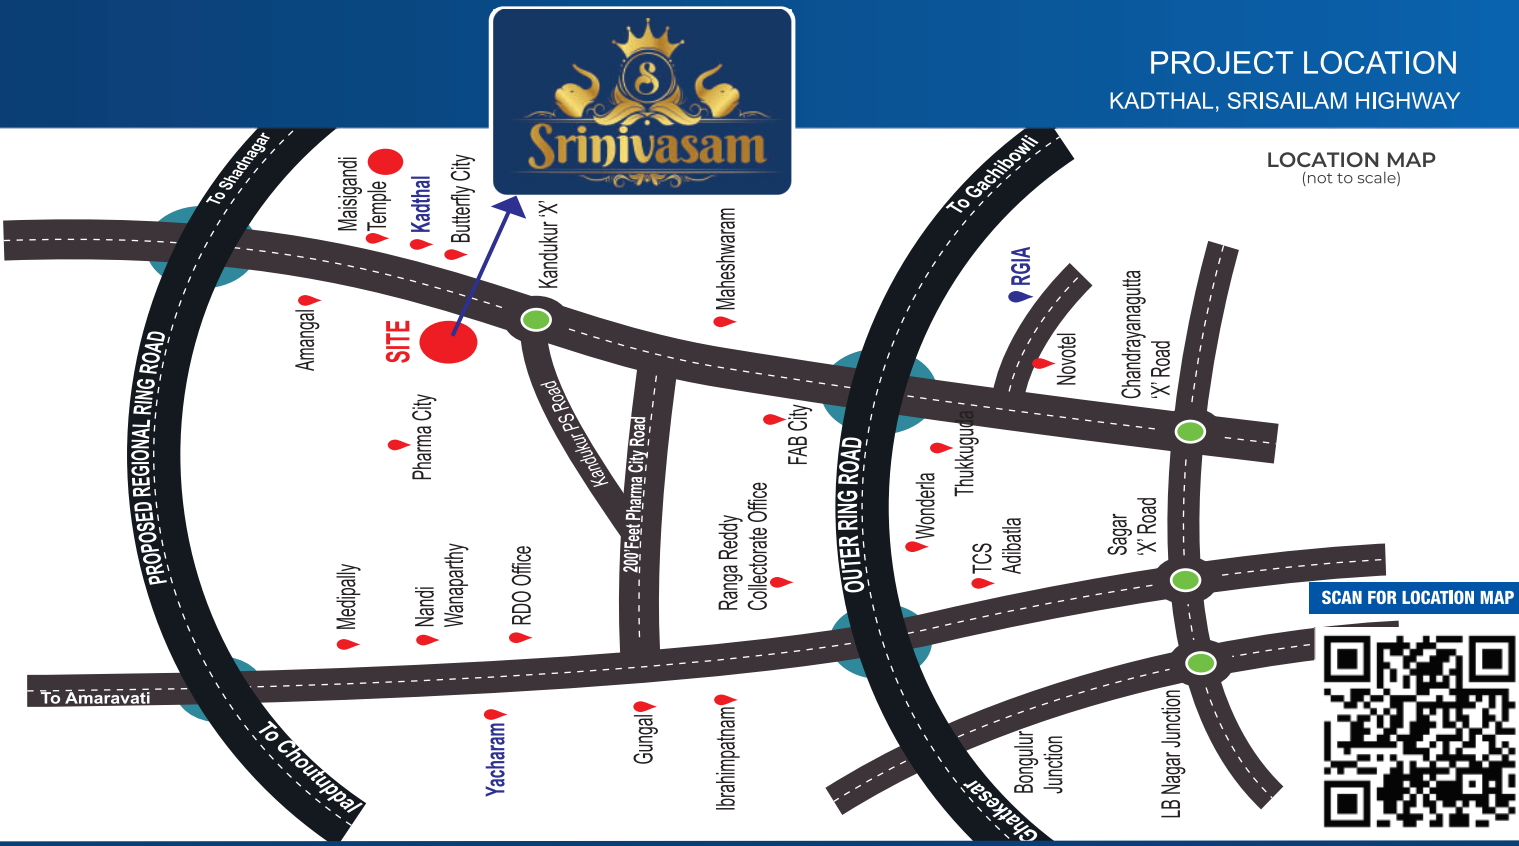 S
Srinivasam
PROJECT LOCATION
KADTHAL, SRISAILAM HIGHWAY
LOCATION MAP
(not to scale)
To Shadnagar
Maisigandi
Temple
Kadthal
Butterfly City
Kandukur 'X'
Maheshwaram
To Gachibowli
RGIA
Novotel
Chandrayanagutta
'X' Road
Amangal
SITE
Pharma City
Kandukur PS Road
200'Feet Pharma City Road
FAB City
Thukkuguda
Wonderla
PROPOSED REGIONAL RING ROAD
OUTER RING ROAD
Medipally
Nandi
Wanaparthy
RDO Office
Ranga Reddy
Collectorate Office
TCS
Adibatla
Sagar
'X' Road
SCAN FOR LOCATION MAP
To Amaravati
To Choutuppal
Yacharam
Gungal
Ibrahimpatnam
Ghatkesar
Bongulur
Junction
LB Nagar Junction